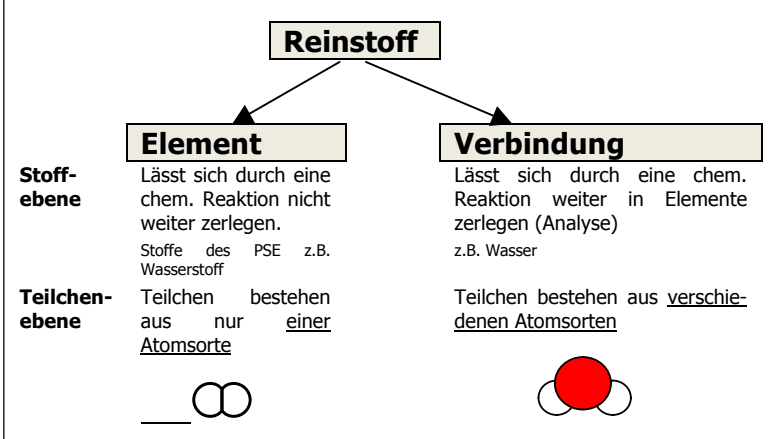 Reinstoff
Element
Verbindung
Stoff-
ebene
Lässt sich durch eine
chem. Reaktion nicht
weiter zerlegen.
Stoffe des PSE z.B.
Wasserstoff
Lässt sich durch eine chem.
Reaktion weiter in Elemente
zerlegen (Analyse)
z.B. Wasser
Teilchen-
ebene
Teilchen bestehen
aus nur einer
Atomsorte
Teilchen bestehen aus verschie-
denen Atomsorten